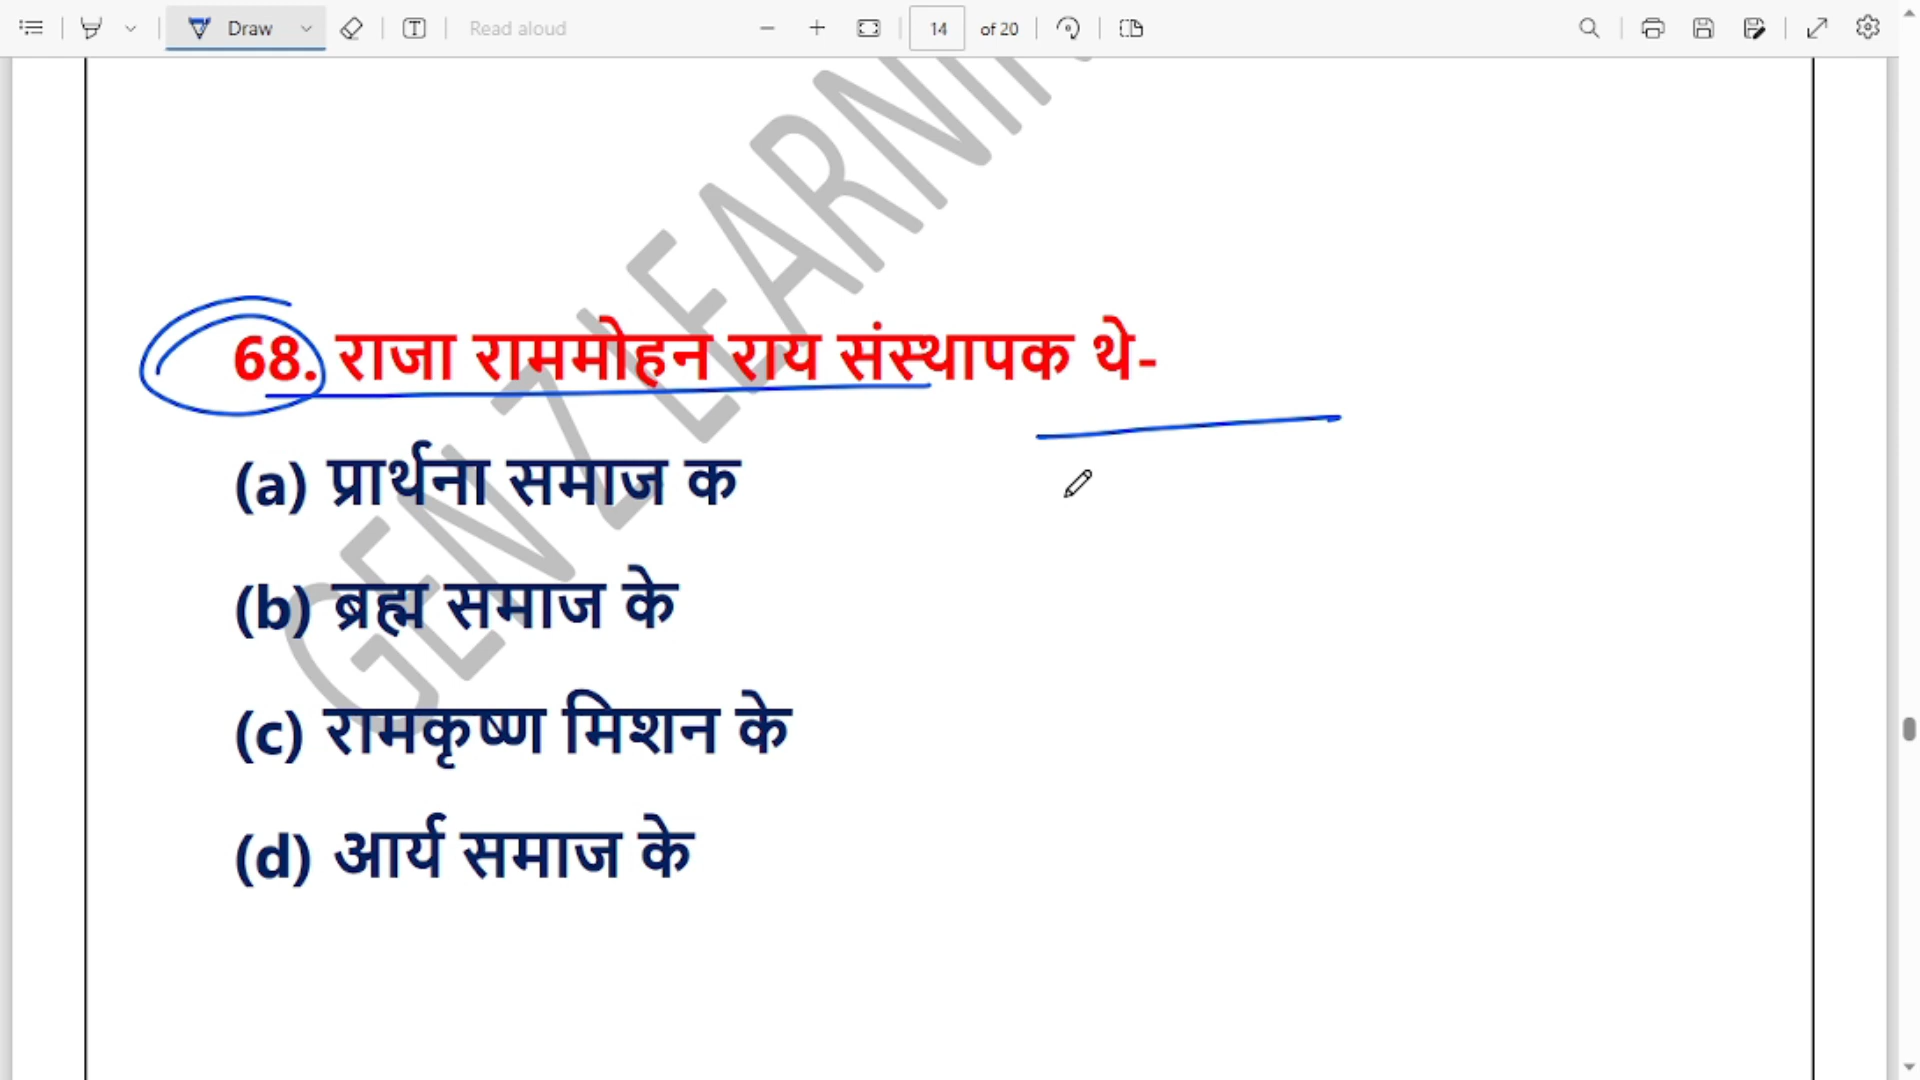 Draw
Read aloud
14 of 20
GEN Z LEARNIN
68. राजा राममोहन राय संस्थापक थे-
(a) प्रार्थना समाज क
(b) ब्रह्म समाज के
(c) रामकृष्ण मिशन के
(d) आर्य समाज के